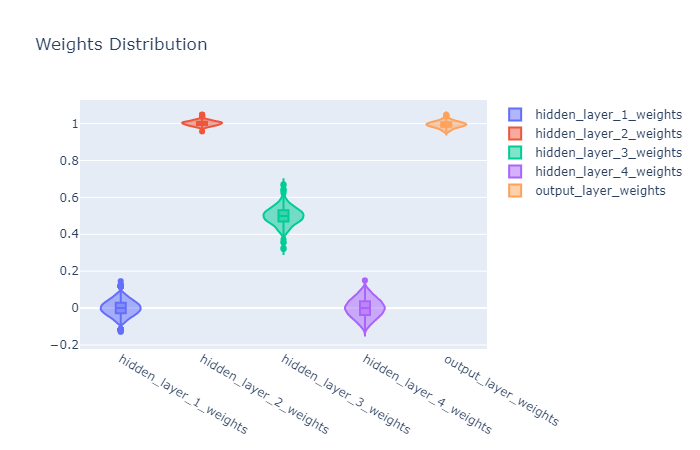 Weights Distribution
1
0.8
0.6
0.4
0.2
0
−0.2
hidden_layer_1_weights
hidden_layer_2_weights
hidden_layer_3_weights
hidden_layer_4_weights
output_layer_weights
hidden_layer_1_weights
hidden_layer_2_weights
hidden_layer_3_weights
hidden_layer_4_weights
output_layer_weights